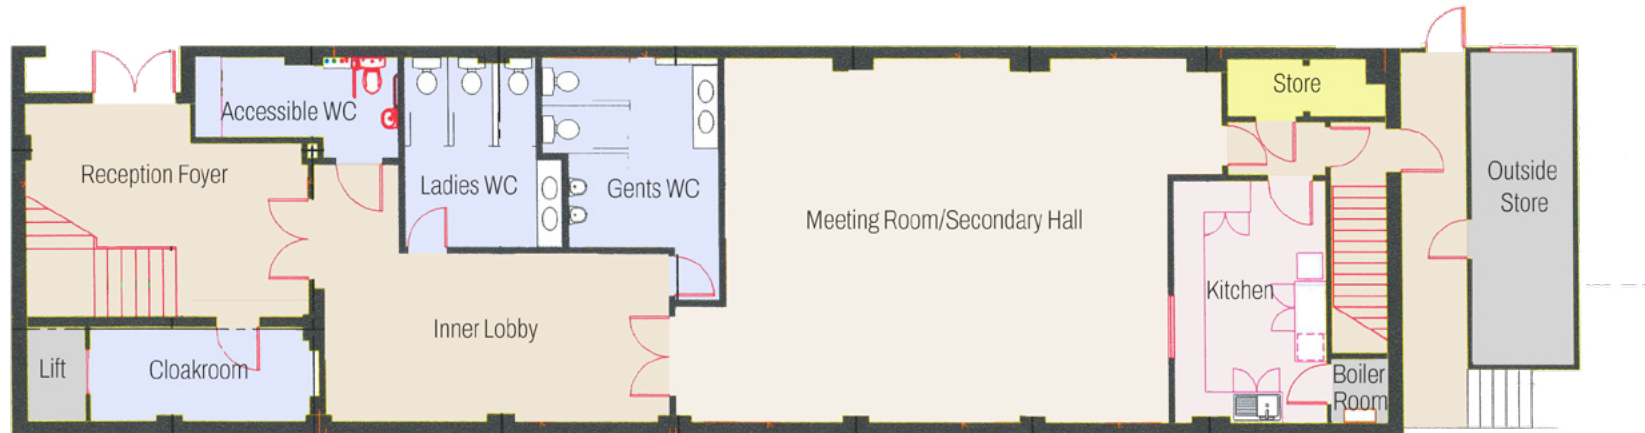 Accessible WC
Reception Foyer
Ladies WC
Gents WC
Meeting Room/Secondary Hall
Store
Outside
Store
Kitchen
Inner Lobby
Lift
Cloakroom
Boiler
Room